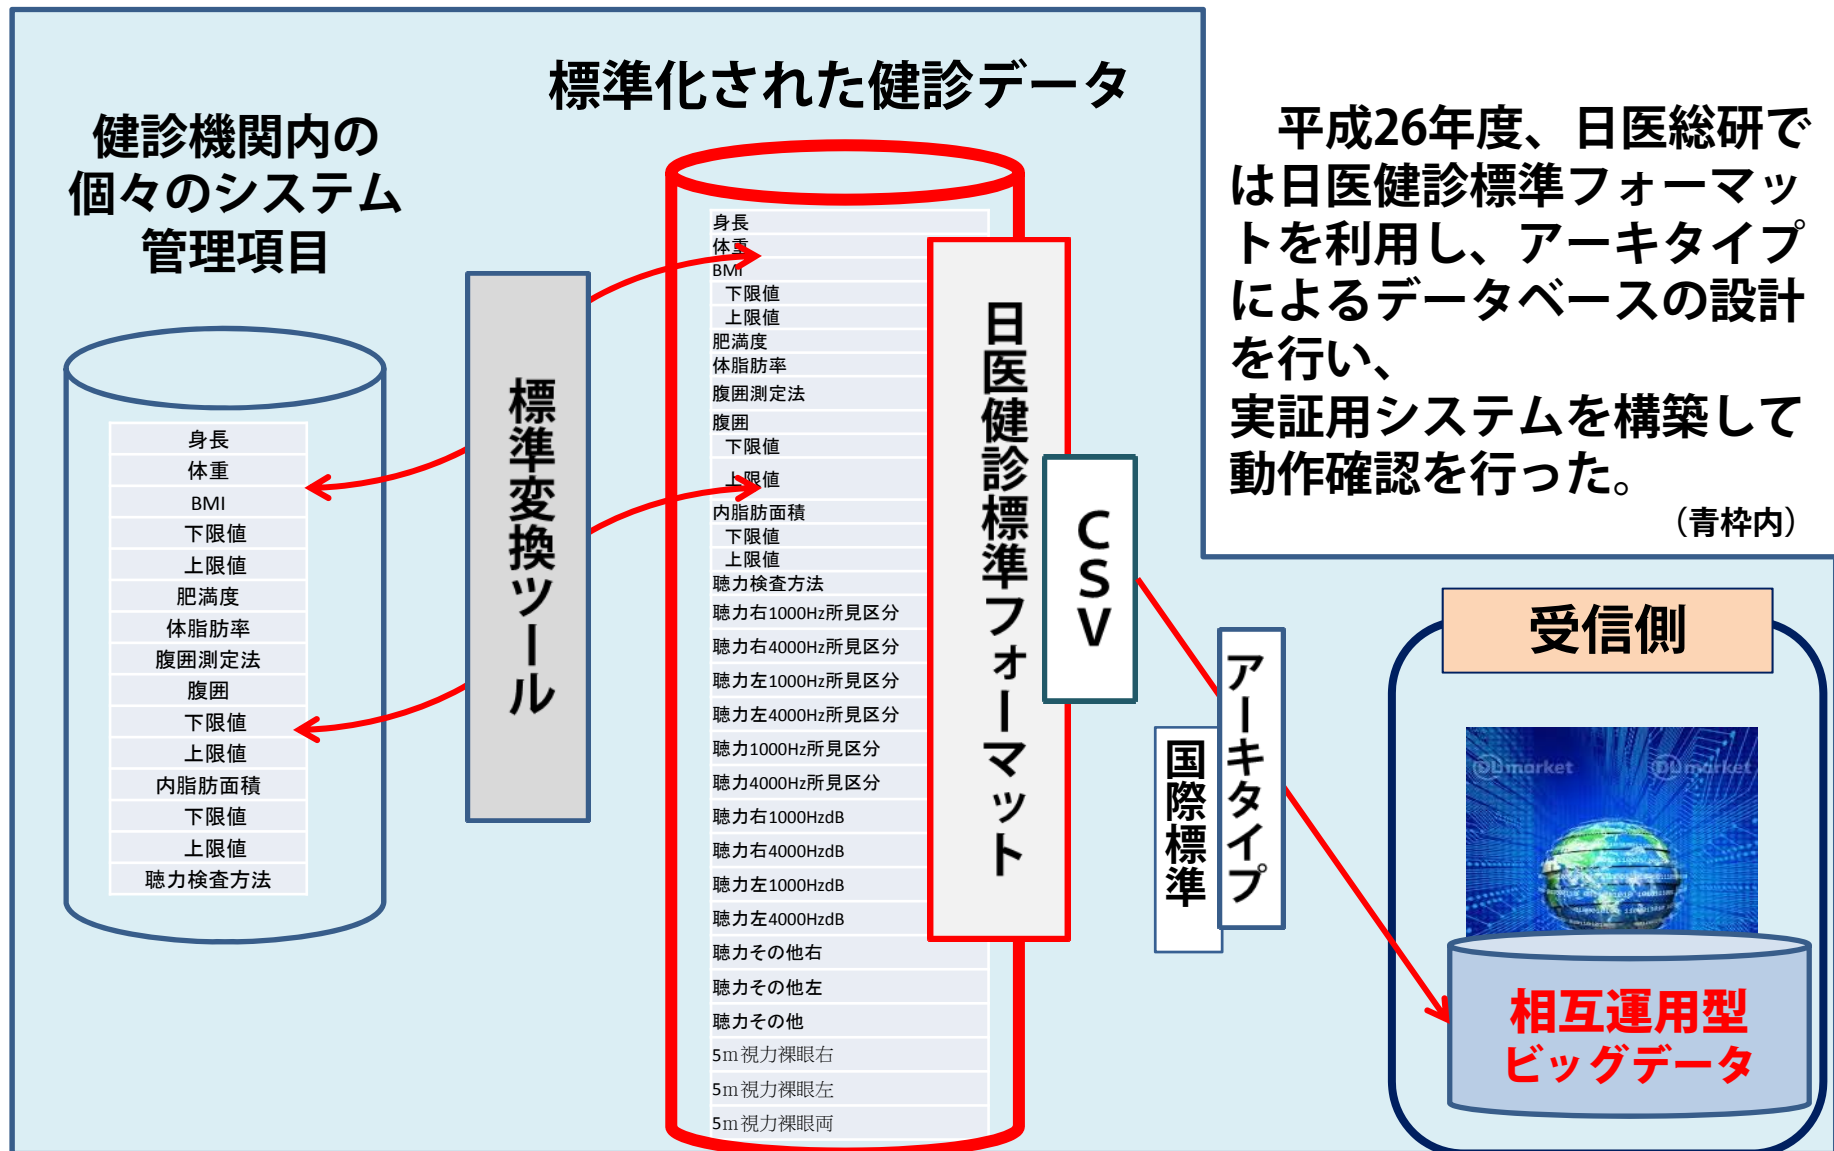 標準化された健診データ
健診機関内の
個々のシステム
管理項目
身長
体重
BMI
下限値
上限値
肥満度
体脂肪率
腹囲測定法
腹囲
下限値
上限値
内脂肪面積
下限値
上限値
聴力検査方法
標準変換ツール
身長
体重
BMI
下限値
上限値
肥満度
体脂肪率
腹囲測定法
腹囲
下限値
上限値
内脂肪面積
下限値
上限値
聴力検査方法
聴力右1000Hz所見区分
聴力右4000Hz所見区分
聴力左1000Hz所見区分
聴力左4000Hz所見区分
聴力1000Hz所見区分
聴力4000Hz所見区分
聴力右1000HzdB
聴力右4000HzdB
聴力左1000HzdB
聴力左4000HzdB
聴力その他右
聴力その他左
聴力その他
5m視力裸眼右
5m視力裸眼左
5m視力裸眼両
日医健診標準フォーマット
CSV
平成26年度、日医総研で
は日医健診標準フォーマッ
トを利用し、アーキタイプ
によるデータベースの設計
を行い、
実証用システムを構築して
動作確認を行った。
（青枠内）
アーキタイプ
国際標準
受信側
DLmarket
DLmarket
相互運用型
ビッグデータ